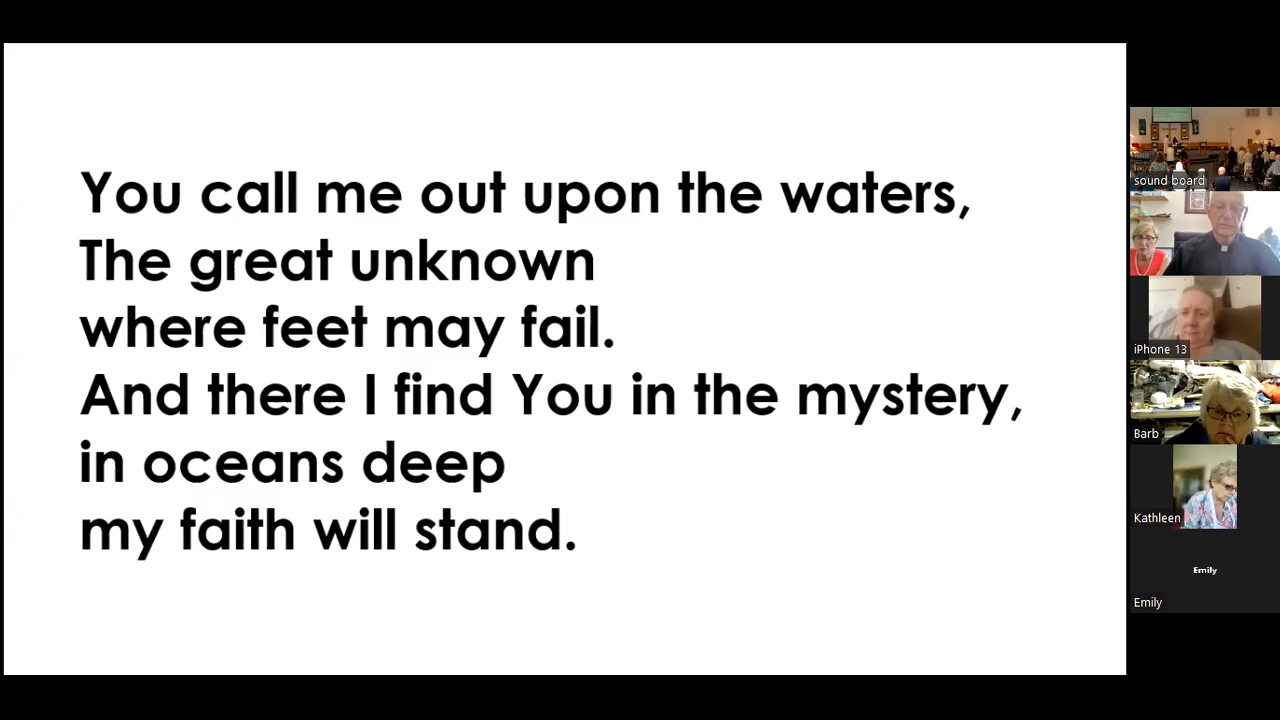 You call me out upon the waters,
The great unknown
where feet may fail.
And there I find You in the mystery,
in oceans deep
my faith will stand.
sound board
iPhone 13
Barb
Kathleen
Emily
Emily